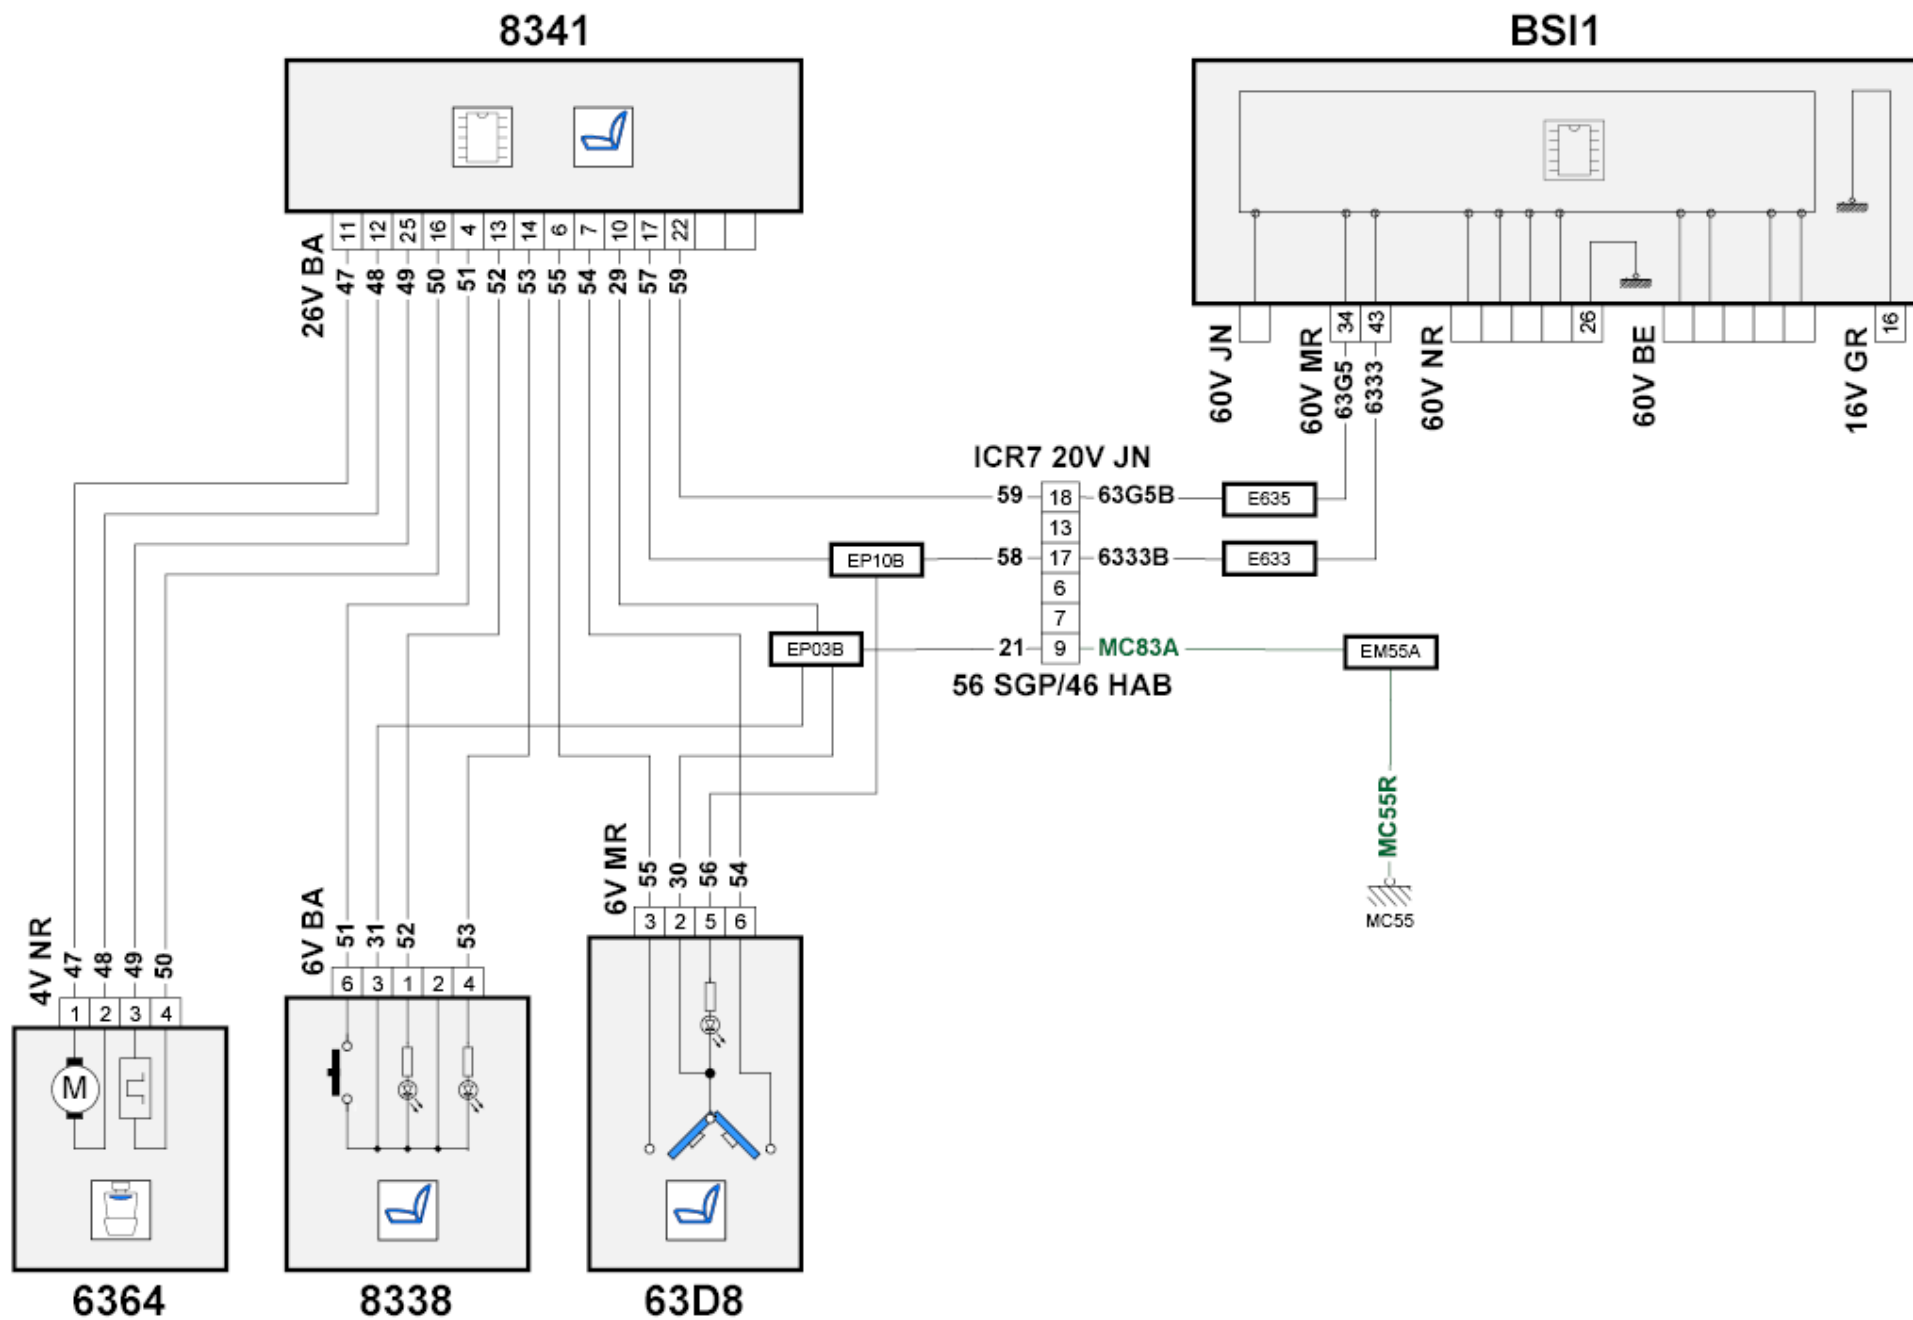 8341
BSI1
26V BA
11 12 25 16 4 13 14 6 7 10 17 22
47 48 49 50 51 52 53 55 54 29 57 59
60V JN
60V MR
34 43
63G5 6333
60V NR
26
60V BE
16V GR
16
ICR7 20V JN
59 18 63G5B E635
13
EP10B 58 17 6333B E633
6
7
EP03B 21 9 MC83A EM55A
56 SGP/46 HAB
MC55R
MC55
6V MR
55 30 56 54
3 2 5 6
6V BA
51 31 52 53
6 3 1 2 4
4V NR
47 48 49 50
1 2 3 4
M
6364
8338
63D8